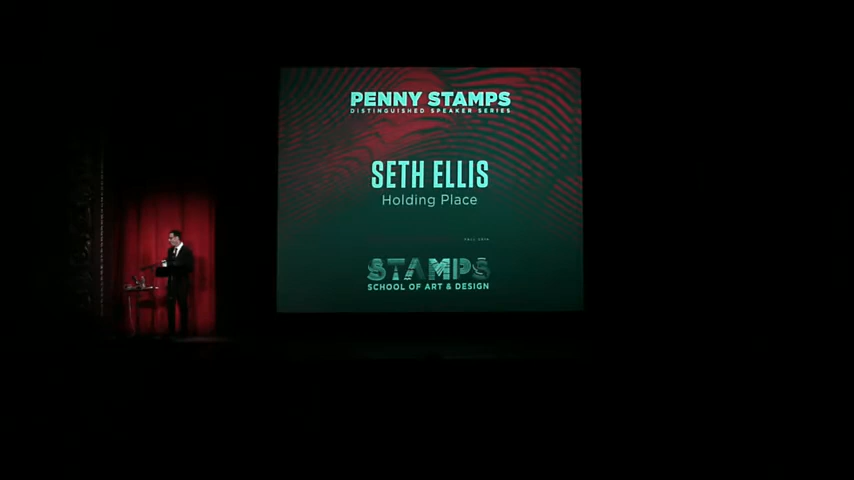 PENNY STAMPS
DISTINGUISHED SPEAKER SERIES
SETH ELLIS
Holding Place
STAMPS
SCHOOL OF ART & DESIGN